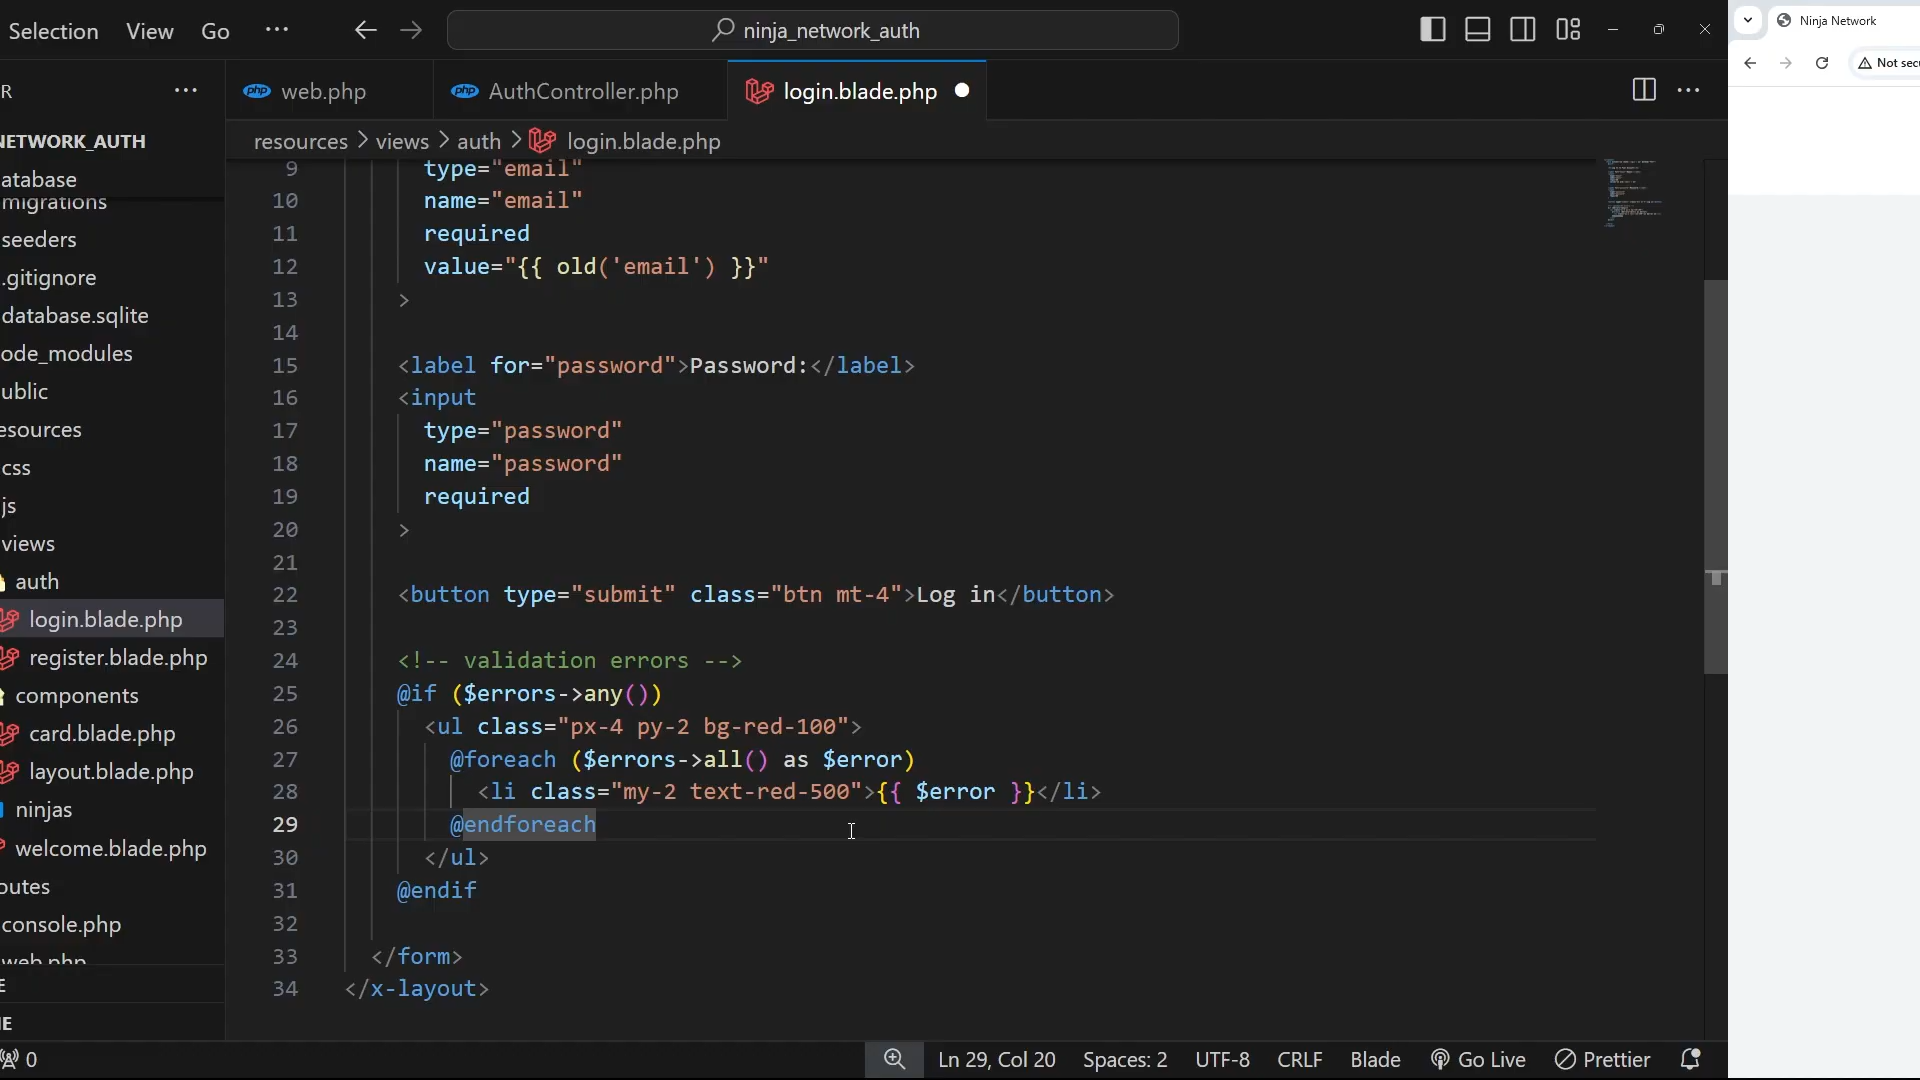 Selection View Go ···
ninja_network_auth
Ninja Network
Not secu
R ···
web.php
AuthController.php
login.blade.php
resources > views > auth > login.blade.php
NETWORK_AUTH
atabase
migrations
seeders
.gitignore
database.sqlite
ode_modules
ublic
esources
css
js
views
auth
login.blade.php
register.blade.php
components
card.blade.php
layout.blade.php
ninjas
welcome.blade.php
outes
console.php
web.php
E
NE
9 type="email"
10 name="email"
11 required
12 value="{{ old('email') }}"
13 >
14
15 <label for="password">Password:</label>
16 <input
17 type="password"
18 name="password"
19 required
20 >
21
22 <button type="submit" class="btn mt-4">Log in</button>
23
24 <!-- validation errors -->
25 @if ($errors->any())
26 <ul class="px-4 py-2 bg-red-100">
27 @foreach ($errors->all() as $error)
28 <li class="my-2 text-red-500">{{ $error }}</li>
29 @endforeach
30 </ul>
31 @endif
32
33 </form>
34 </x-layout>
0
Ln 29, Col 20 Spaces: 2 UTF-8 CRLF Blade Go Live Prettier